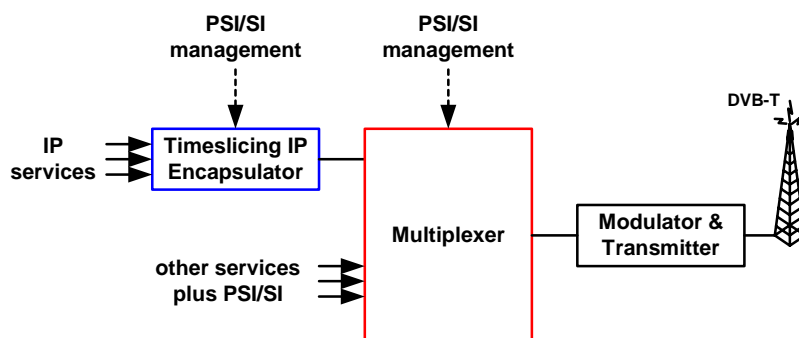 PSI/SI
management
PSI/SI
management
DVB-T
IP
services
Timeslicing IP
Encapsulator
Multiplexer
Modulator &
Transmitter
other services
plus PSI/SI